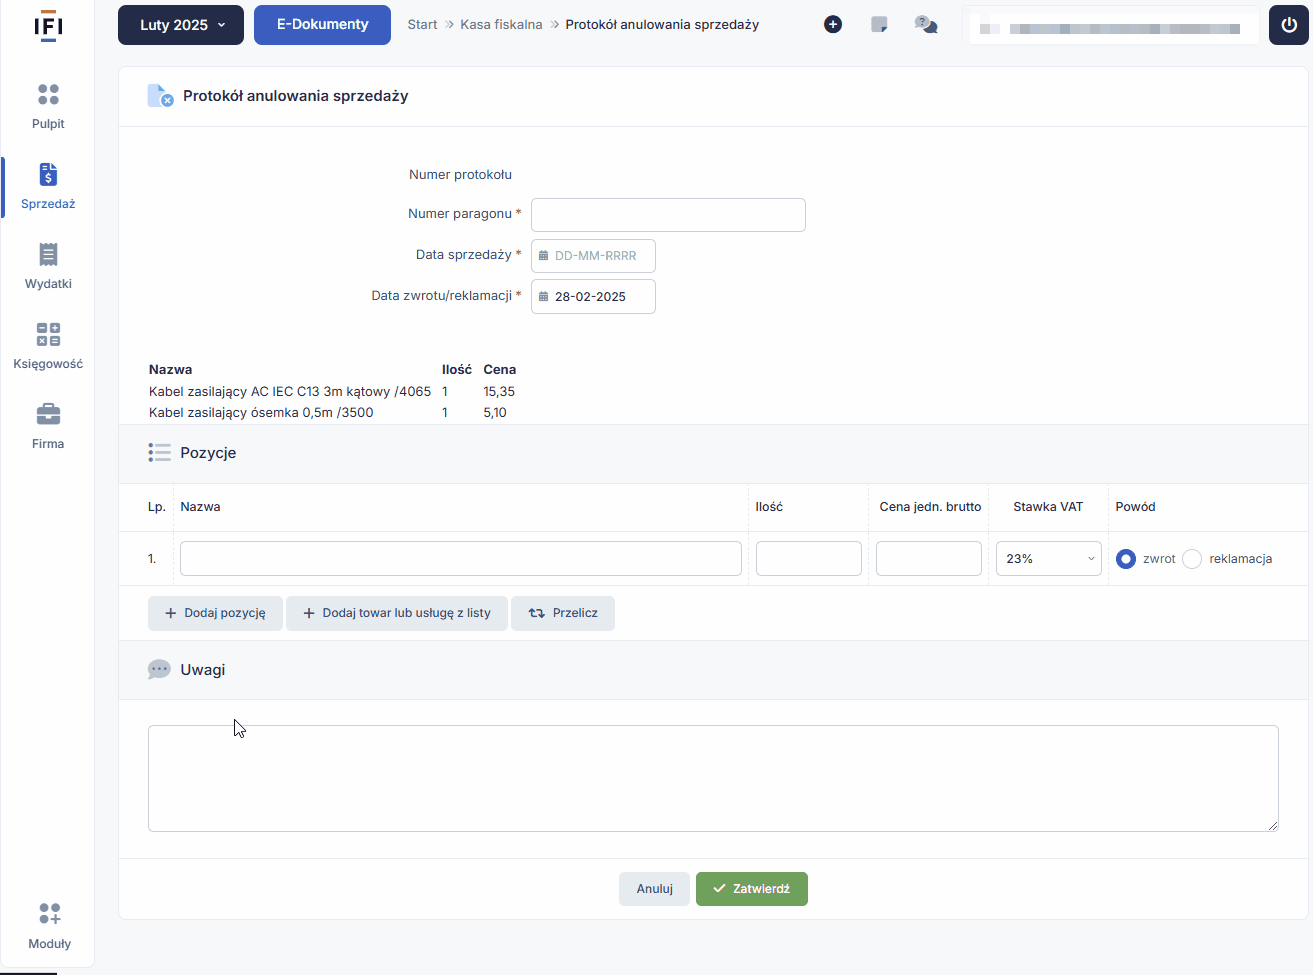 IFI
Luty 2025
E-Dokumenty
Start » Kasa fiskalna » Protokół anulowania sprzedaży
Pulpit
Sprzedaż
Wydatki
Księgowość
Firma
Moduły
Protokół anulowania sprzedaży
Numer protokołu
Numer paragonu *
Data sprzedaży * DD-MM-RRRR
Data zwrotu/reklamacji * 28-02-2025
Nazwa Ilość Cena
Kabel zasilający AC IEC C13 3m kątowy /4065 1 15,35
Kabel zasilający ósemka 0,5m /3500 1 5,10
Pozycje
Lp. Nazwa Ilość Cena jedn. brutto Stawka VAT Powód
1. 23% zwrot reklamacja
+ Dodaj pozycję + Dodaj towar lub usługę z listy Przelicz
Uwagi
Anuluj Zatwierdź